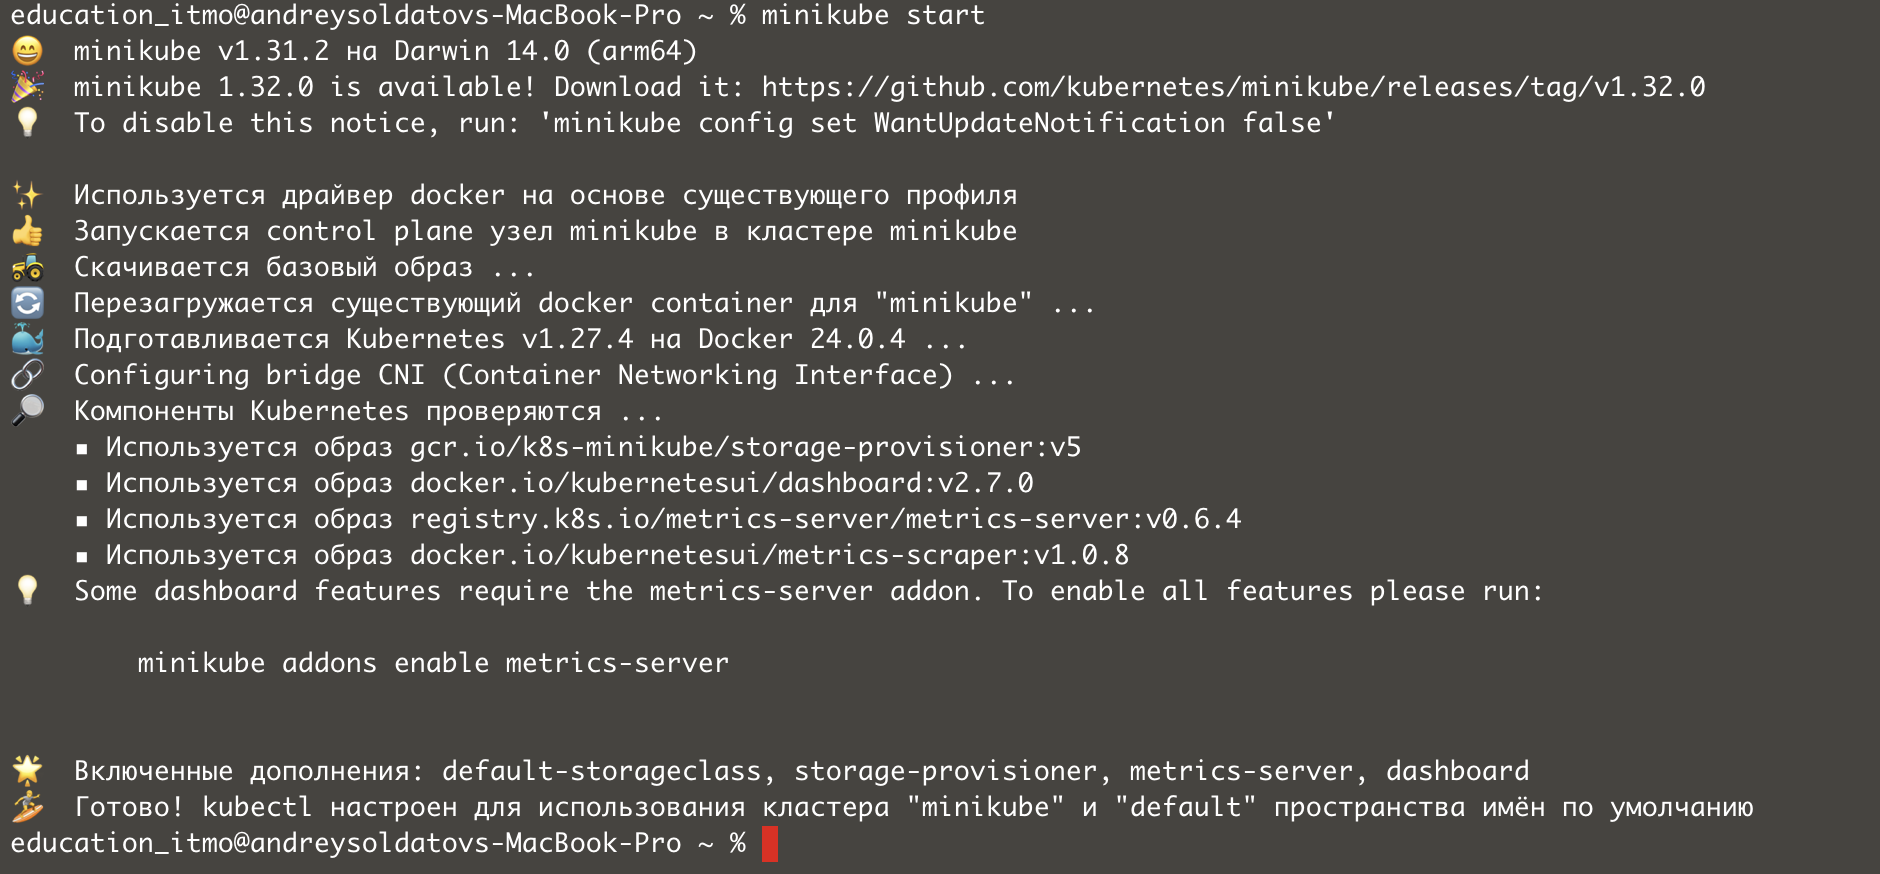 education_itmo@andreysoldatovs-MacBook-Pro ~ % minikube start
😄  minikube v1.31.2 на Darwin 14.0 (arm64)
🎉  minikube 1.32.0 is available! Download it: https://github.com/kubernetes/minikube/releases/tag/v1.32.0
💡  To disable this notice, run: 'minikube config set WantUpdateNotification false'
✨  Используется драйвер docker на основе существующего профиля
👍  Запускается control plane узел minikube в кластере minikube
🚜  Скачивается базовый образ ...
🔄  Перезагружается существующий docker container для "minikube" ...
🐳  Подготавливается Kubernetes v1.27.4 на Docker 24.0.4 ...
🔗  Configuring bridge CNI (Container Networking Interface) ...
🔎  Компоненты Kubernetes проверяются ...
▪ Используется образ gcr.io/k8s-minikube/storage-provisioner:v5
▪ Используется образ docker.io/kubernetesui/dashboard:v2.7.0
▪ Используется образ registry.k8s.io/metrics-server/metrics-server:v0.6.4
▪ Используется образ docker.io/kubernetesui/metrics-scraper:v1.0.8
💡  Some dashboard features require the metrics-server addon. To enable all features please run:
minikube addons enable metrics-server
🌟  Включенные дополнения: default-storageclass, storage-provisioner, metrics-server, dashboard
🏄  Готово! kubectl настроен для использования кластера "minikube" и "default" пространства имён по умолчанию
education_itmo@andreysoldatovs-MacBook-Pro ~ %